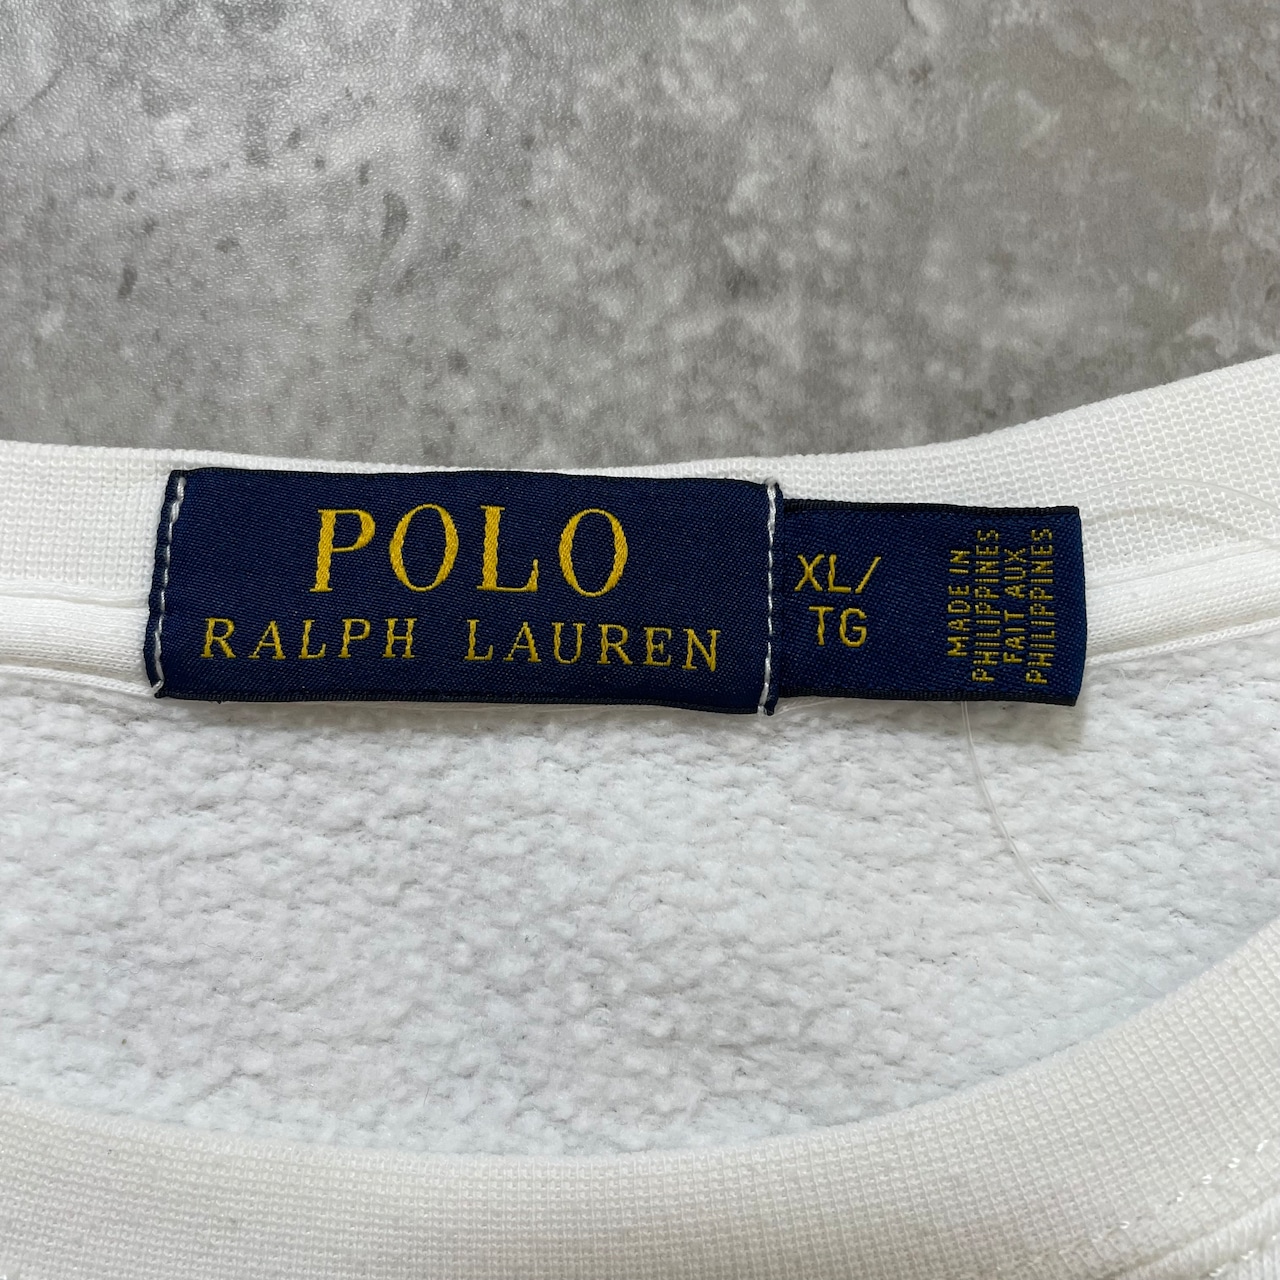 POLO
RALPH LAUREN
XL/
TG
MADE IN
PHILIPPINES
FAIT AUX
PHILIPPINES